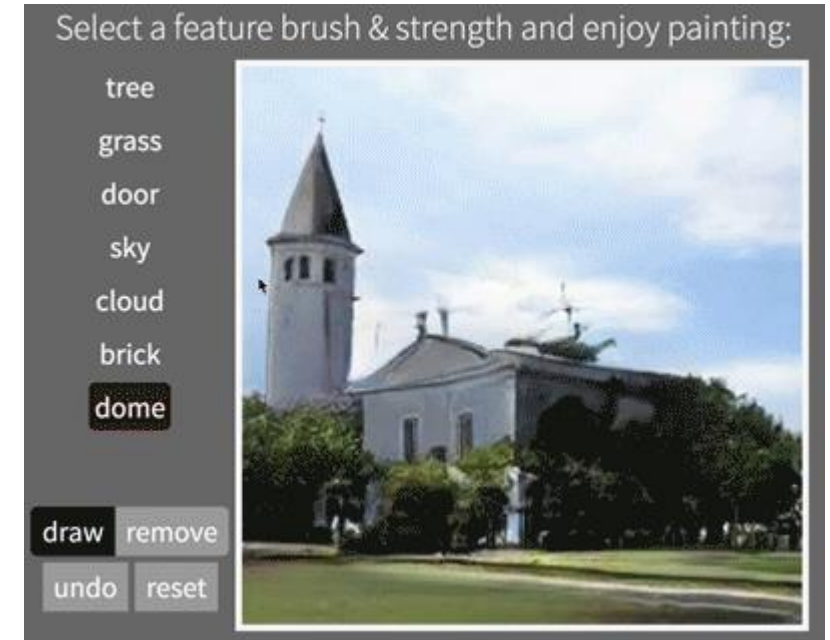 Select a feature brush & strength and enjoy painting:
tree
grass
door
sky
cloud
brick
dome
draw remove
undo reset